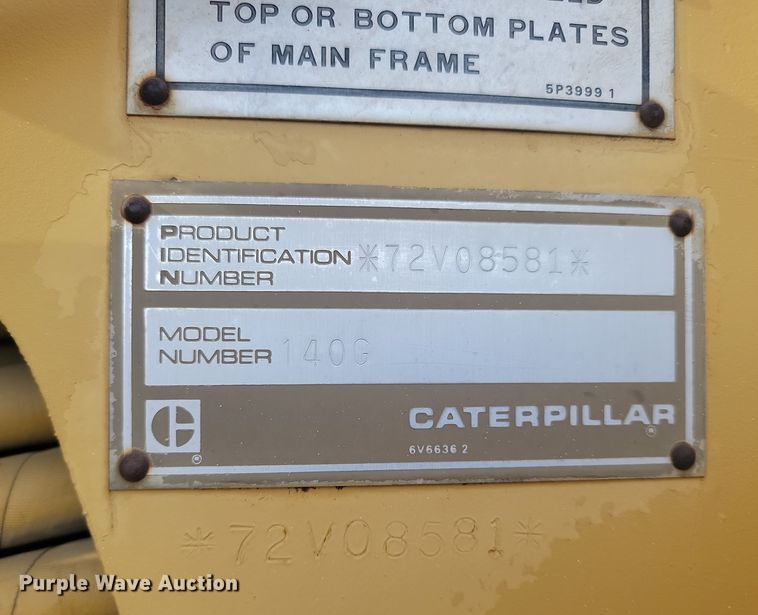 TOP OR BOTTOM PLATES
OF MAIN FRAME
5P3999 1
PRODUCT
IDENTIFICATION
NUMBER
*72V08581*
MODEL
NUMBER
140G
C
®
CATERPILLAR
®
6V6636 2
*72V08581*
Purple Wave Auction